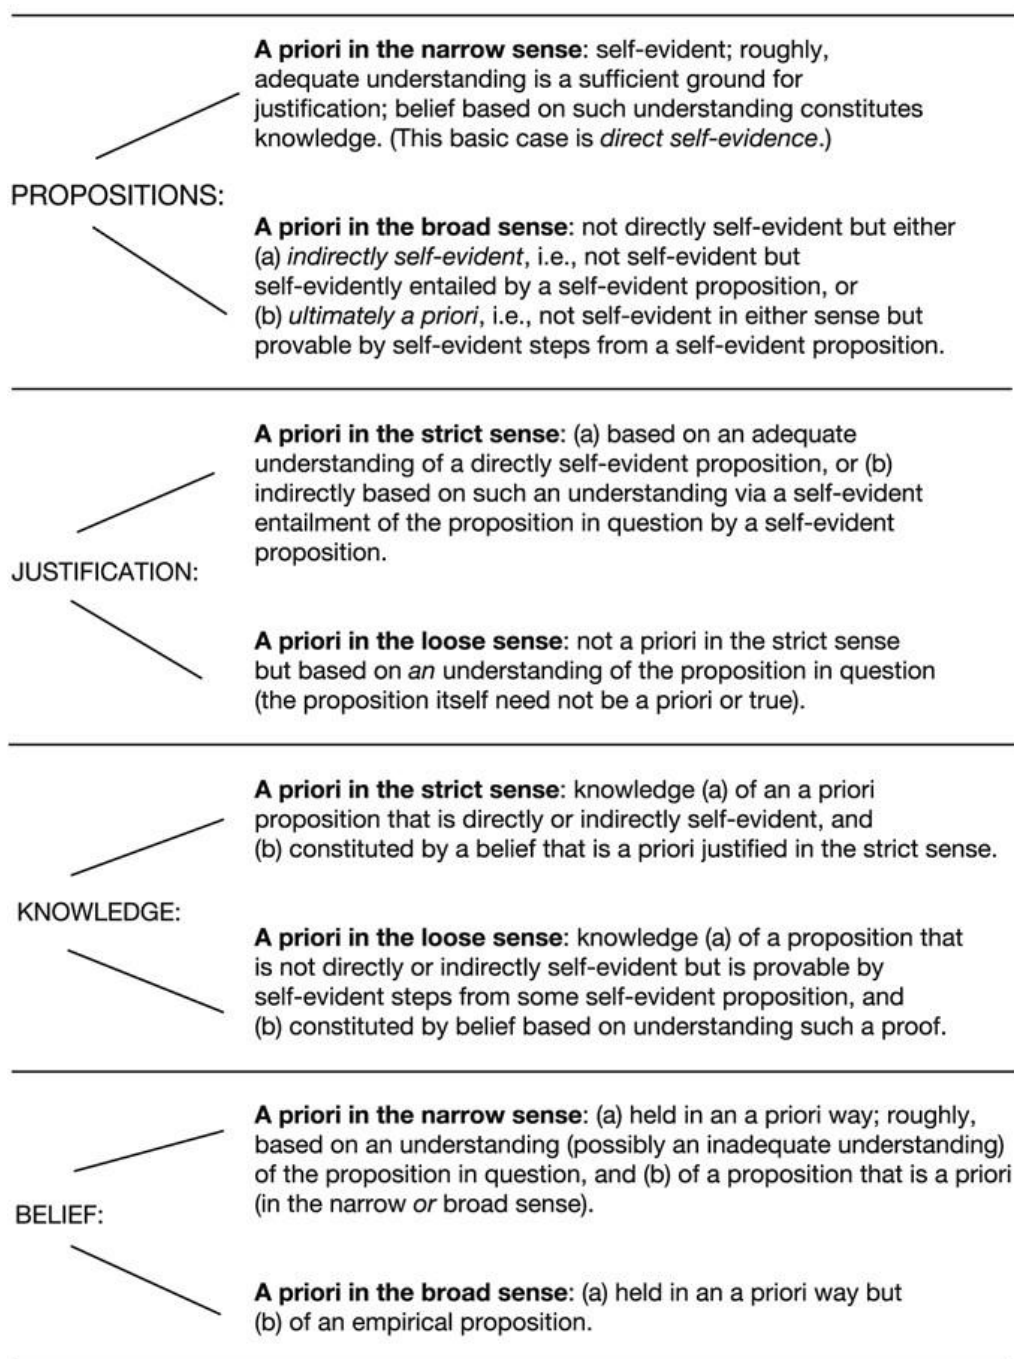 A priori in the narrow sense: self-evident; roughly,
adequate understanding is a sufficient ground for
justification; belief based on such understanding constitutes
knowledge. (This basic case is direct self-evidence.)
PROPOSITIONS:
A priori in the broad sense: not directly self-evident but either
(a) indirectly self-evident, i.e., not self-evident but
self-evidently entailed by a self-evident proposition, or
(b) ultimately a priori, i.e., not self-evident in either sense but
provable by self-evident steps from a self-evident proposition.
A priori in the strict sense: (a) based on an adequate
understanding of a directly self-evident proposition, or (b)
indirectly based on such an understanding via a self-evident
entailment of the proposition in question by a self-evident
proposition.
JUSTIFICATION:
A priori in the loose sense: not a priori in the strict sense
but based on an understanding of the proposition in question
(the proposition itself need not be a priori or true).
A priori in the strict sense: knowledge (a) of an a priori
proposition that is directly or indirectly self-evident, and
(b) constituted by a belief that is a priori justified in the strict sense.
KNOWLEDGE:
A priori in the loose sense: knowledge (a) of a proposition that
is not directly or indirectly self-evident but is provable by
self-evident steps from some self-evident proposition, and
(b) constituted by belief based on understanding such a proof.
A priori in the narrow sense: (a) held in an a priori way; roughly,
based on an understanding (possibly an inadequate understanding)
of the proposition in question, and (b) of a proposition that is a priori
(in the narrow or broad sense).
BELIEF:
A priori in the broad sense: (a) held in an a priori way but
(b) of an empirical proposition.